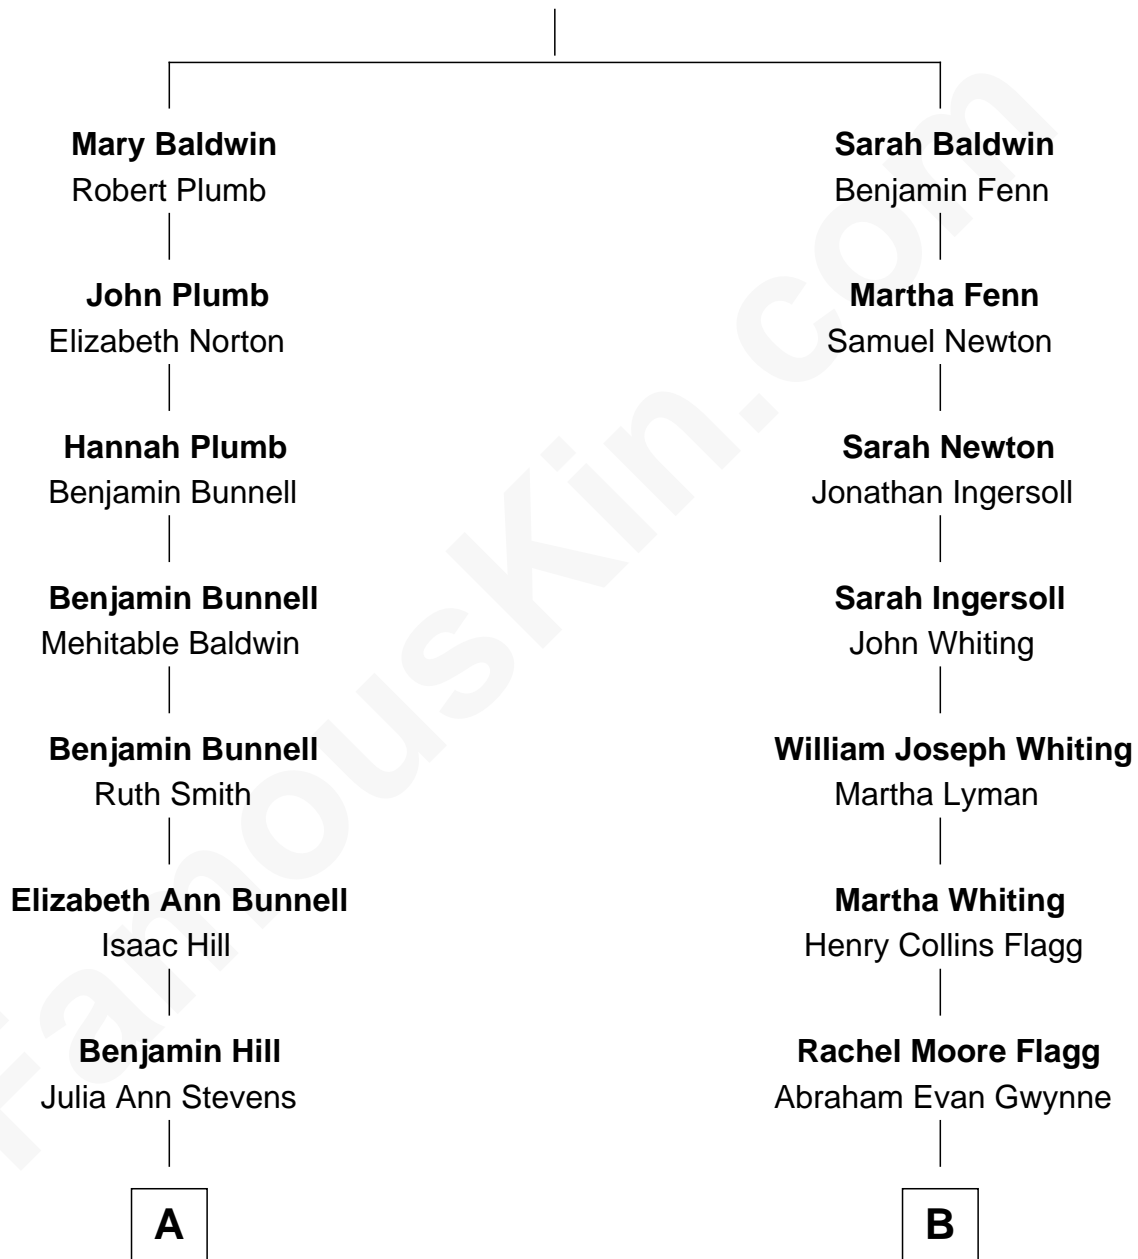 Mary Baldwin
Robert Plumb
Sarah Baldwin
Benjamin Fenn
John Plumb
Elizabeth Norton
Martha Fenn
Samuel Newton
Hannah Plumb
Benjamin Bunnell
Sarah Newton
Jonathan Ingersoll
Benjamin Bunnell
Mehitable Baldwin
Sarah Ingersoll
John Whiting
Benjamin Bunnell
Ruth Smith
William Joseph Whiting
Martha Lyman
Elizabeth Ann Bunnell
Isaac Hill
Martha Whiting
Henry Collins Flagg
Benjamin Hill
Julia Ann Stevens
Rachel Moore Flagg
Abraham Evan Gwynne
A
B
FamousKin.com